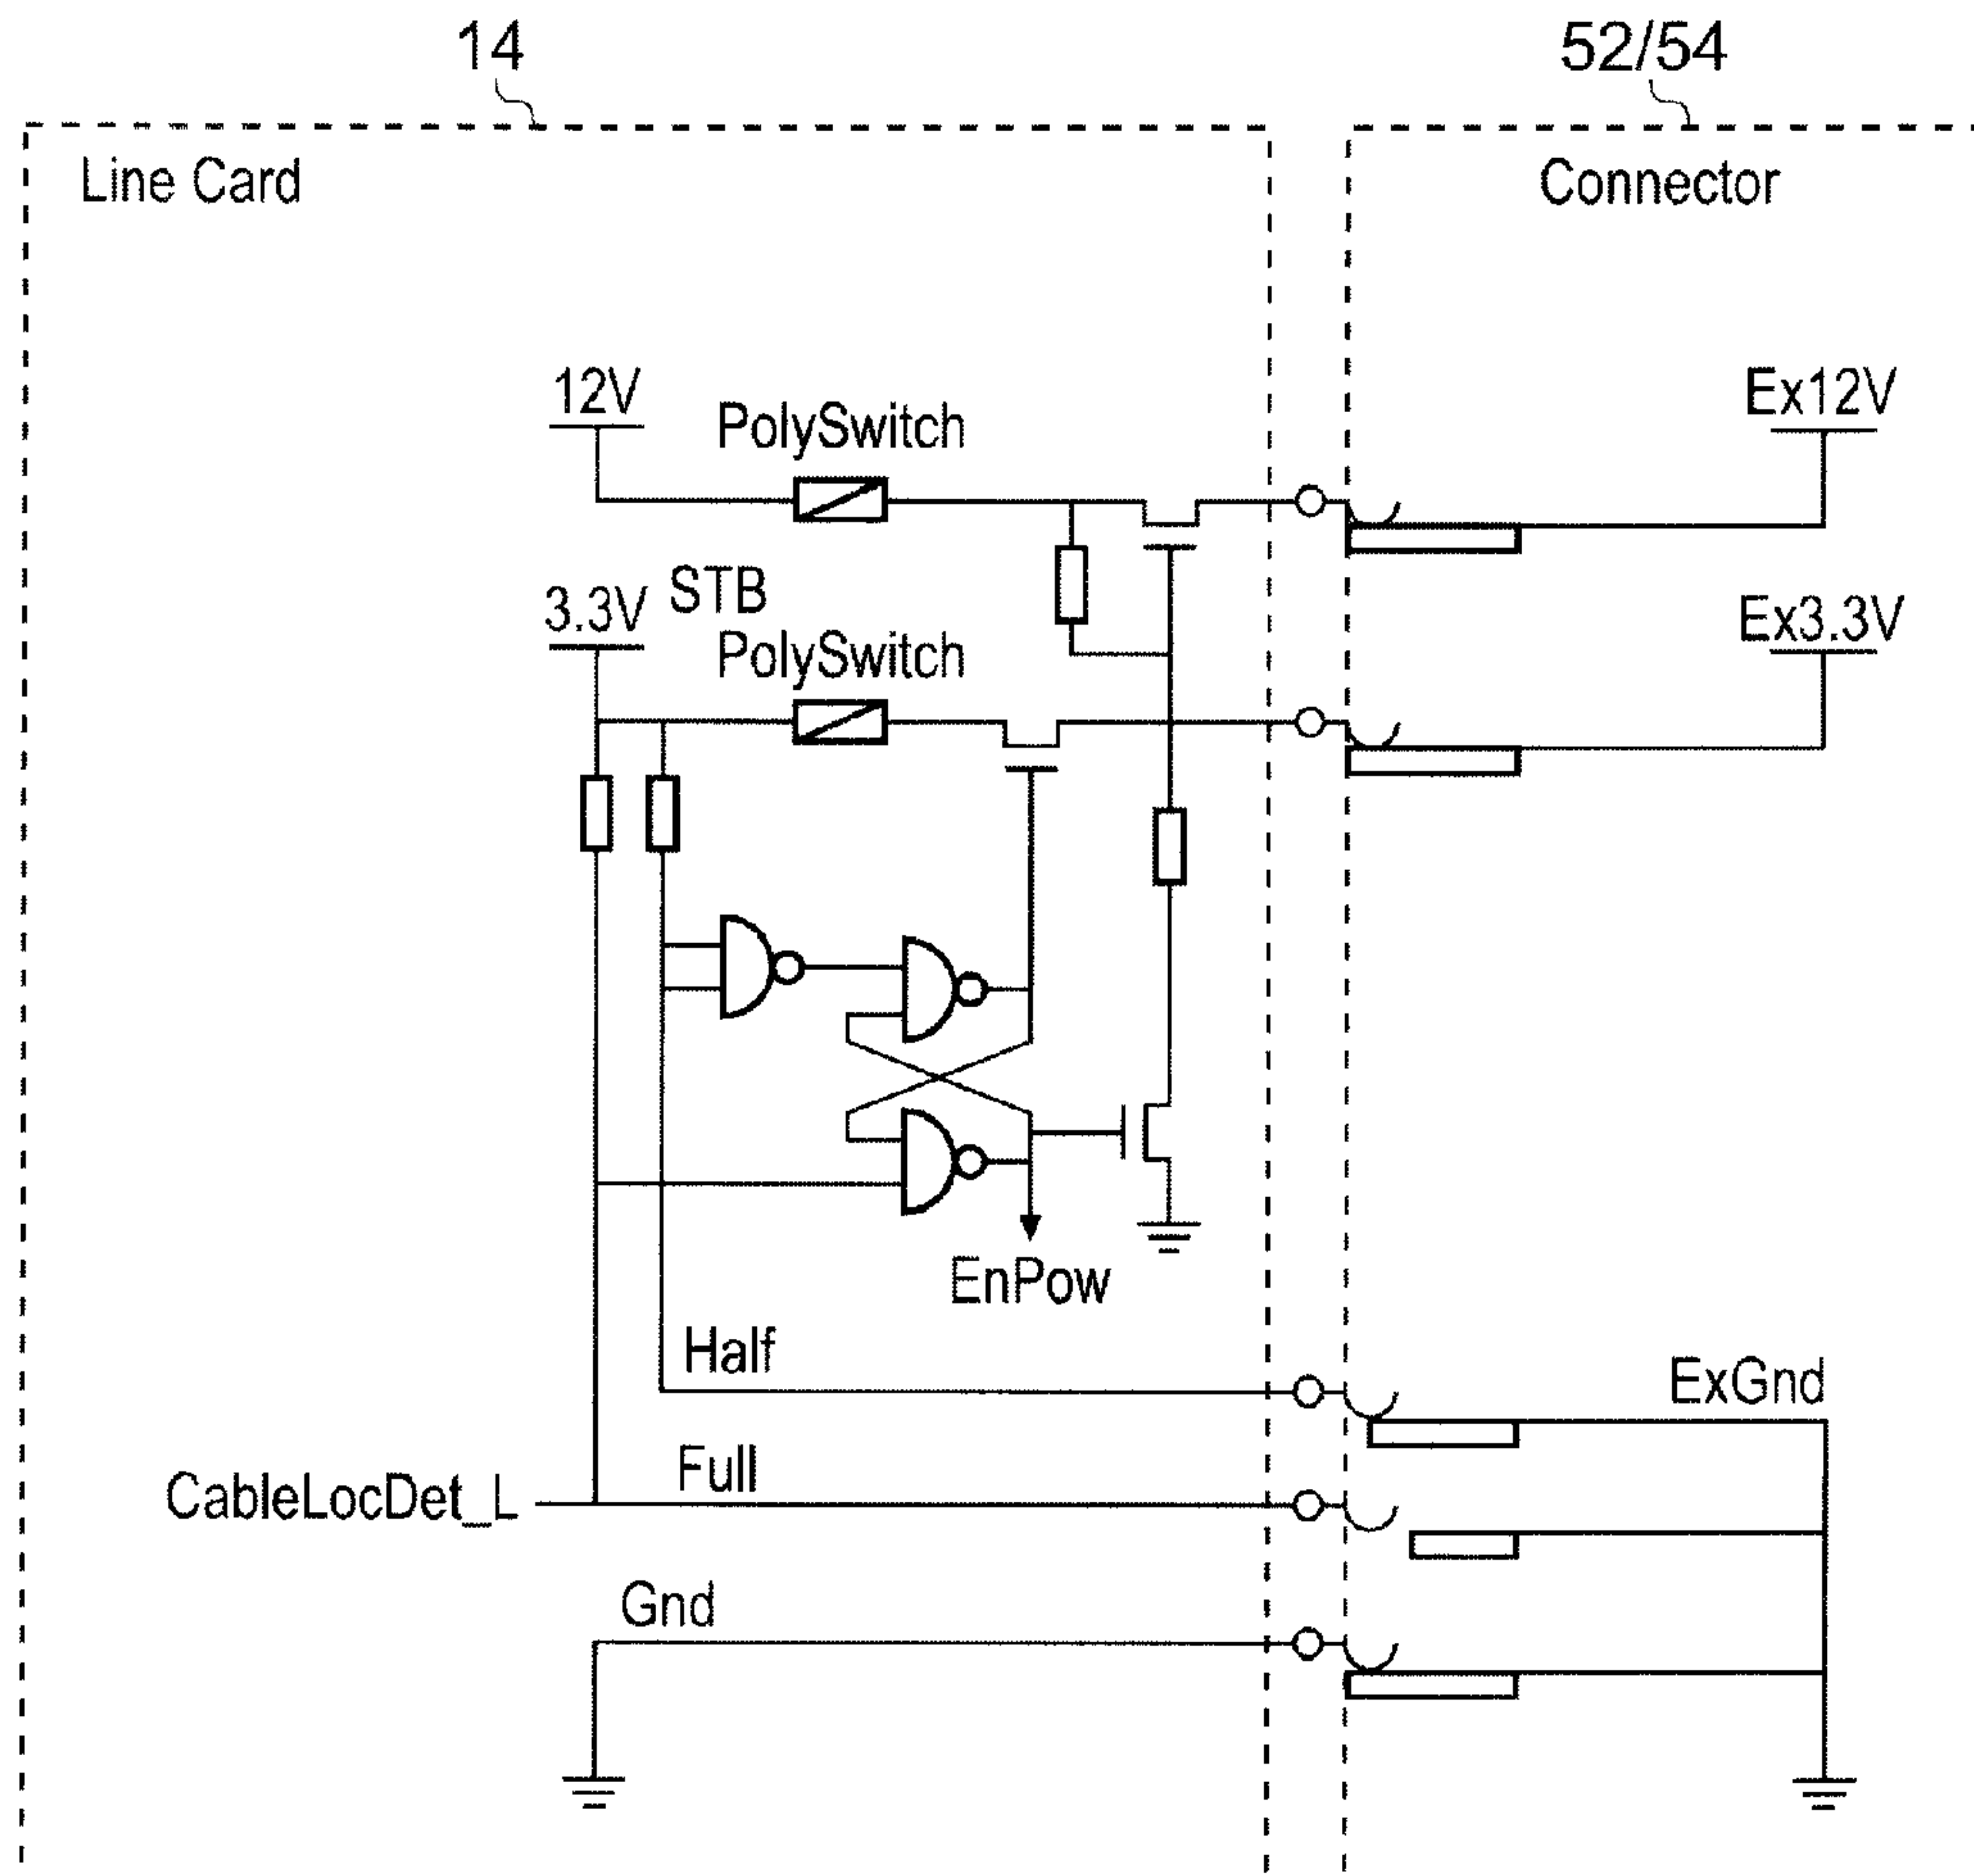 14
52/54
Line Card
Connector
12V
PolySwitch
Ex12V
3.3V
STB
PolySwitch
Ex3.3V
EnPow
Half
ExGnd
Full
CableLocDet_L
Gnd